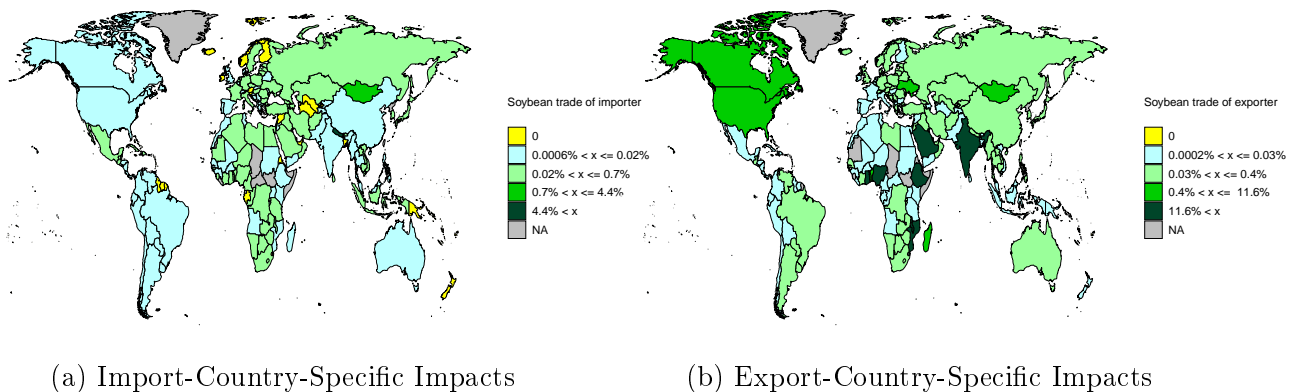 Soybean trade of importer
0
0.0006% < x <= 0.02%
0.02% < x <= 0.7%
0.7% < x <= 4.4%
4.4% < x
NA
Soybean trade of exporter
0
0.0002% < x <= 0.03%
0.03% < x <= 0.4%
0.4% < x <= 11.6%
11.6% < x
NA
(a) Import-Country-Specific Impacts
(b) Export-Country-Specific Impacts